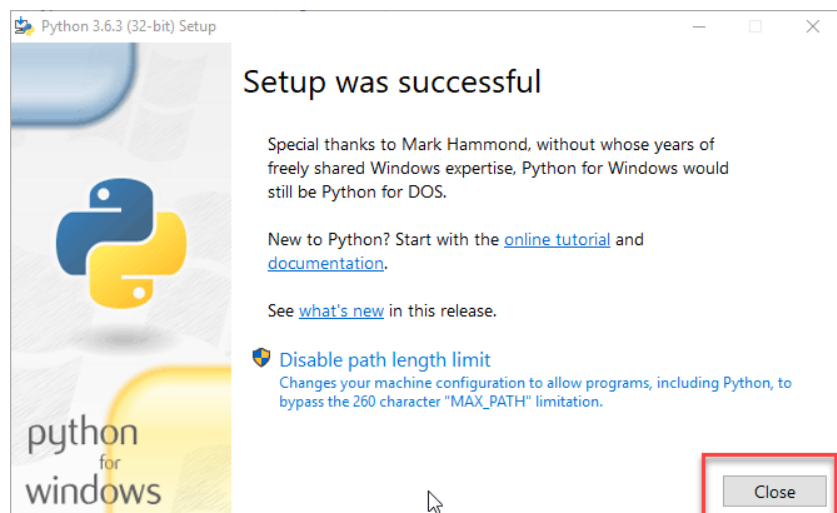 Python 3.6.3 (32-bit) Setup
Setup was successful
Special thanks to Mark Hammond, without whose years of
freely shared Windows expertise, Python for Windows would
still be Python for DOS.
New to Python? Start with the online tutorial and
documentation.
See what's new in this release.
Disable path length limit
Changes your machine configuration to allow programs, including Python, to
bypass the 260 character "MAX_PATH" limitation.
python
for
windows
Close